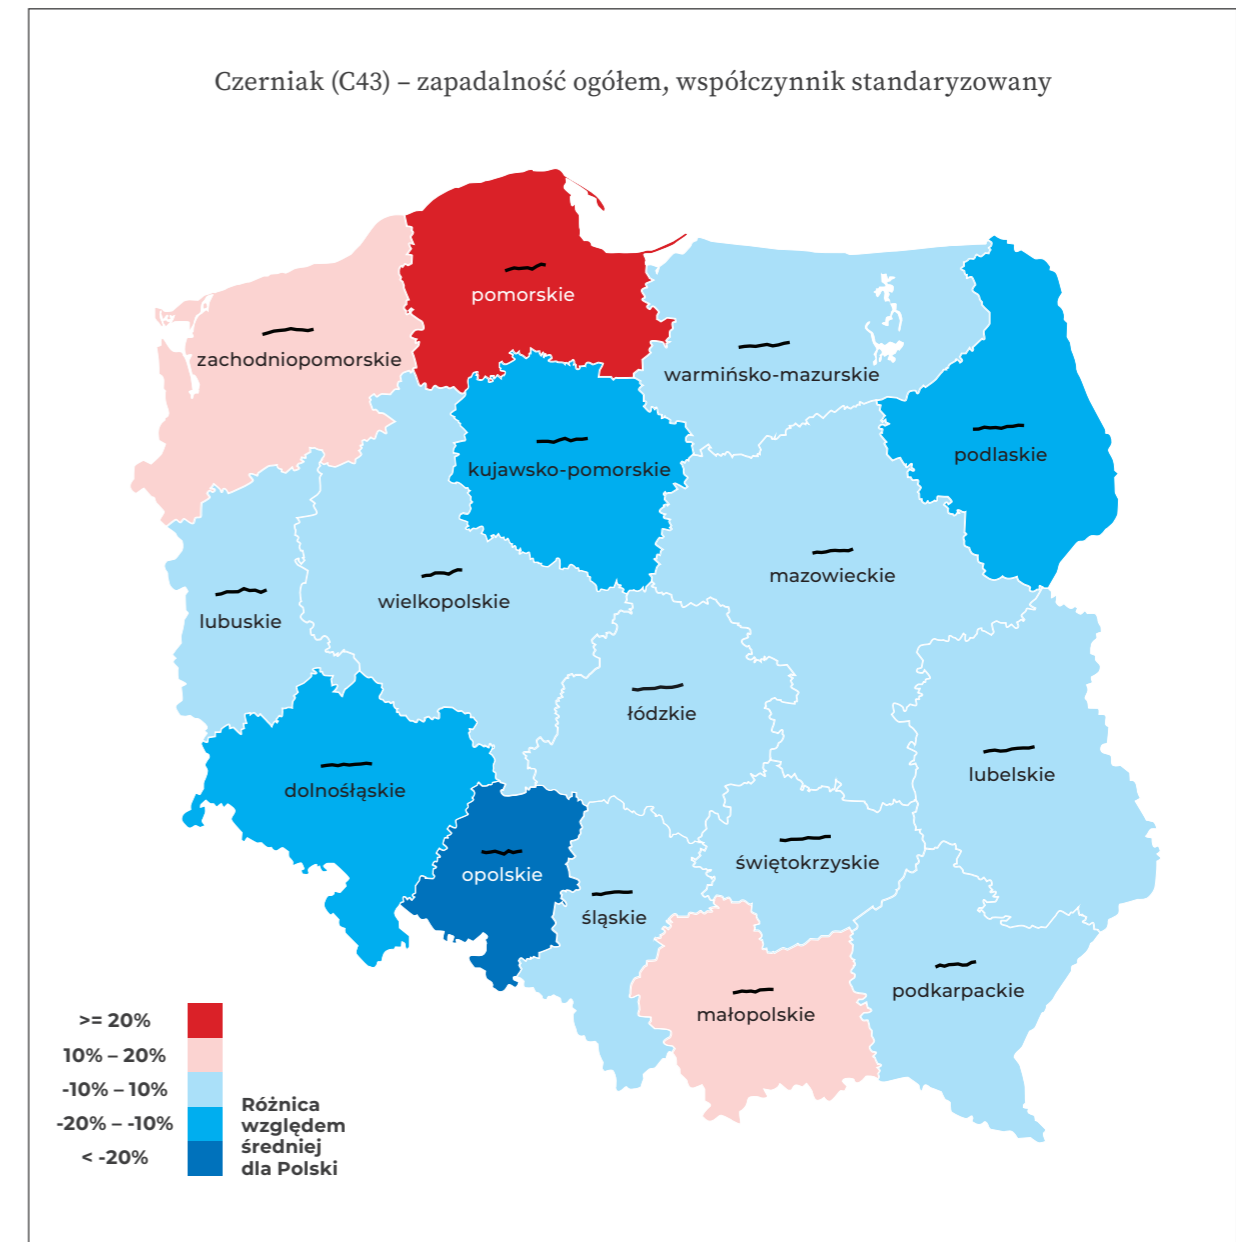 Czerniak (C43) – zapadalność ogółem, współczynnik standaryzowany
pomorskie
zachodniopomorskie
warmińsko-mazurskie
podlaskie
kujawsko-pomorskie
mazowieckie
wielkopolskie
lubuskie
łódzkie
lubelskie
dolnośląskie
świętokrzyskie
opolskie
śląskie
podkarpackie
małopolskie
>= 20%
10% – 20%
-10% – 10%
-20% – -10%
< -20%
Różnica
względem
średniej
dla Polski